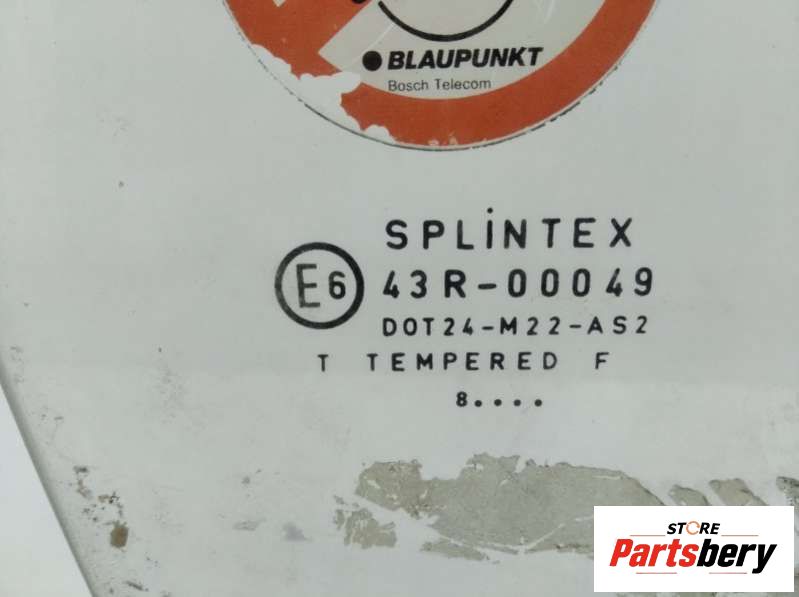 BLAUPUNKT
Bosch Telecom
SPLiNTEX
E6 43R-00049
DOT24-M22-AS2
T TEMPERED F
8....
STORE
Partsbery